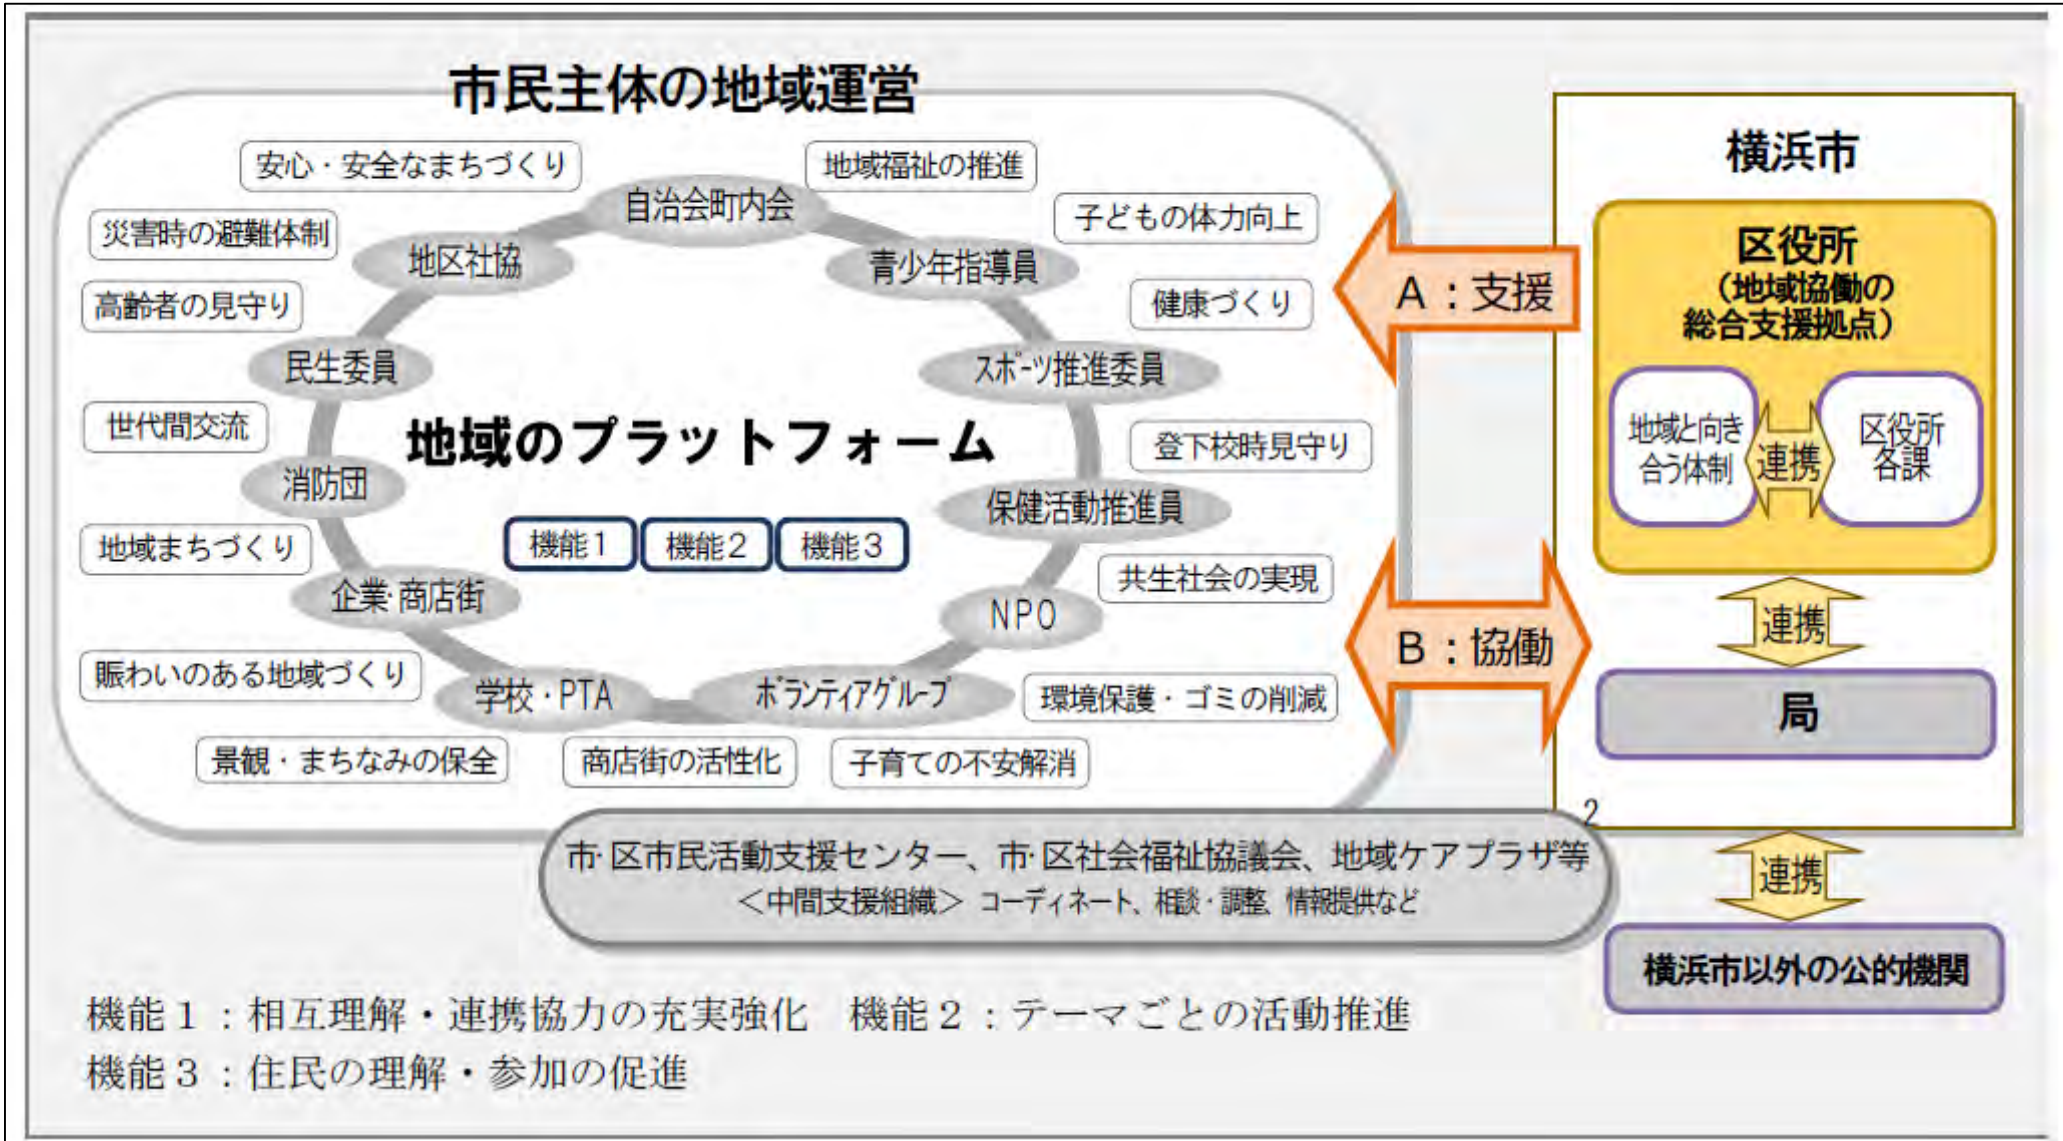 市民主体の地域運営
安心・安全なまちづくり
地域福祉の推進
自治会町内会
子どもの体力向上
災害時の避難体制
地区社協
青少年指導員
高齢者の見守り
健康づくり
民生委員
スポーツ推進委員
世代間交流
地域のプラットフォーム
登下校時見守り
消防団
保健活動推進員
地域まちづくり
機能1
機能2
機能3
共生社会の実現
企業・商店街
NPO
賑わいのある地域づくり
学校・PTA
ボランティアグループ
環境保護・ゴミの削減
景観・まちなみの保全
商店街の活性化
子育ての不安解消
A：支援
B：協働
横浜市
区役所
（地域協働の
総合支援拠点）
地域と向き
合う体制
連携
区役所
各課
連携
局
2
市・区市民活動支援センター、市・区社会福祉協議会、地域ケアプラザ等
＜中間支援組織＞ コーディネート、相談・調整、情報提供など
連携
横浜市以外の公的機関
機能１：相互理解・連携協力の充実強化　機能２：テーマごとの活動推進
機能３：住民の理解・参加の促進